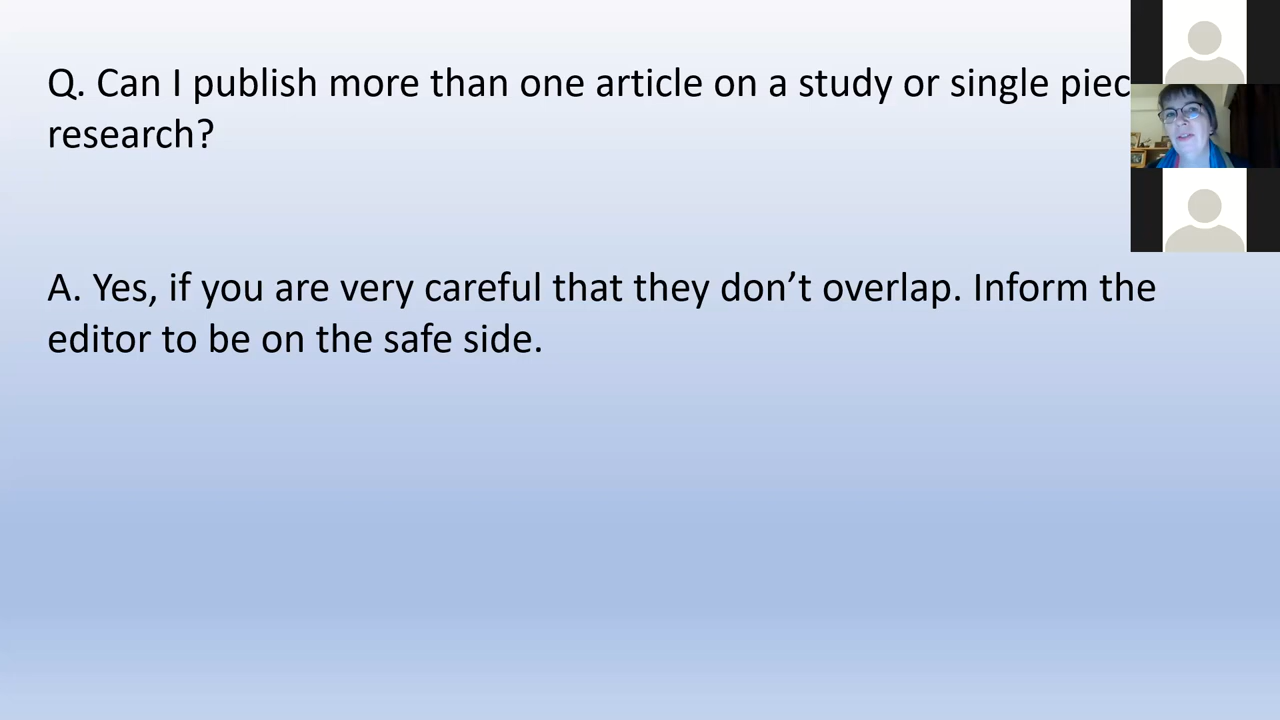 Q. Can I publish more than one article on a study or single piec
research?
A. Yes, if you are very careful that they don’t overlap. Inform the
editor to be on the safe side.